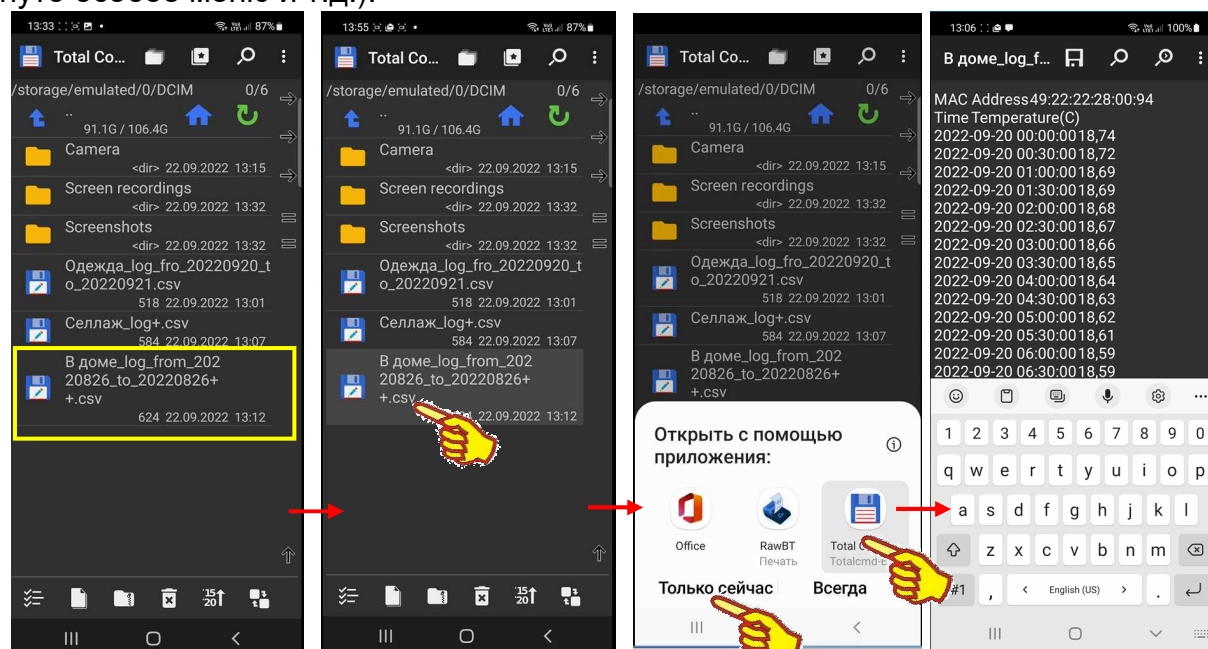 13:33 87%
Total Co...
/storage/emulated/0/DCIM 0/6
..
91.1G / 106.4G
Camera
<dir> 22.09.2022 13:15
Screen recordings
<dir> 22.09.2022 13:32
Screenshots
<dir> 22.09.2022 13:32
Одежда_log_fro_20220920_t
o_20220921.csv
518 22.09.2022 13:01
Селлаж_log+.csv
584 22.09.2022 13:07
В доме_log_from_202
20826_to_20220826+
+.csv
624 22.09.2022 13:12
13:55 87%
Total Co...
/storage/emulated/0/DCIM 0/6
..
91.1G / 106.4G
Camera
<dir> 22.09.2022 13:15
Screen recordings
<dir> 22.09.2022 13:32
Screenshots
<dir> 22.09.2022 13:32
Одежда_log_fro_20220920_t
o_20220921.csv
518 22.09.2022 13:01
Селлаж_log+.csv
584 22.09.2022 13:07
В доме_log_from_202
20826_to_20220826+
+.csv
22.09.2022 13:12
Total Co...
/storage/emulated/0/DCIM 0/6
..
91.1G / 106.4G
Camera
<dir> 22.09.2022 13:15
Screen recordings
<dir> 22.09.2022 13:32
Screenshots
<dir> 22.09.2022 13:32
Одежда_log_fro_20220920_t
o_20220921.csv
518 22.09.2022 13:01
Селлаж_log+.csv
584 22.09.2022 13:07
В доме_log_from_202
20826_to_20220826+
+.csv
Открыть с помощью
приложения:
Office RawBT Total
Печать Totalcmd-E
Только сейчас Всегда
13:06 100%
В доме_log_f...
MAC Address49:22:22:28:00:94
Time Temperature(C)
2022-09-20 00:00:0018,74
2022-09-20 00:30:0018,72
2022-09-20 01:00:0018,69
2022-09-20 01:30:0018,69
2022-09-20 02:00:0018,68
2022-09-20 02:30:0018,67
2022-09-20 03:00:0018,66
2022-09-20 03:30:0018,65
2022-09-20 04:00:0018,64
2022-09-20 04:30:0018,63
2022-09-20 05:00:0018,62
2022-09-20 05:30:0018,61
2022-09-20 06:00:0018,59
2022-09-20 06:30:0018,59
1 2 3 4 5 6 7 8 9 0
q w e r t y u i o p
a s d f g h j k l
z x c v b n m
#1 , < English (US) > .